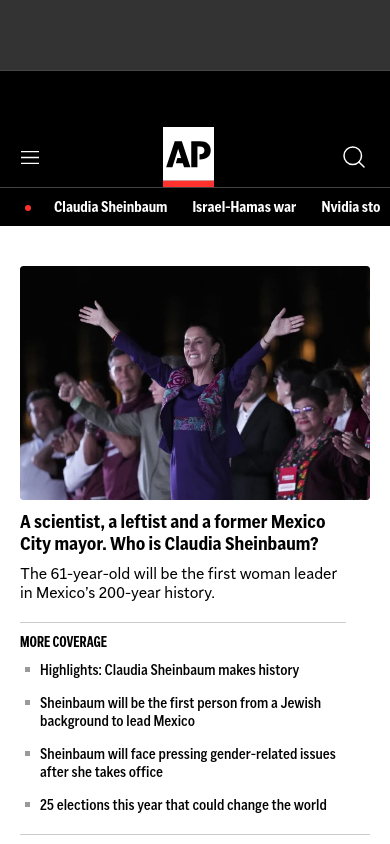 AP
Claudia Sheinbaum Israel-Hamas war Nvidia sto
A scientist, a leftist and a former Mexico
City mayor. Who is Claudia Sheinbaum?
The 61-year-old will be the first woman leader
in Mexico’s 200-year history.
MORE COVERAGE
Highlights: Claudia Sheinbaum makes history
Sheinbaum will be the first person from a Jewish
background to lead Mexico
Sheinbaum will face pressing gender-related issues
after she takes office
25 elections this year that could change the world